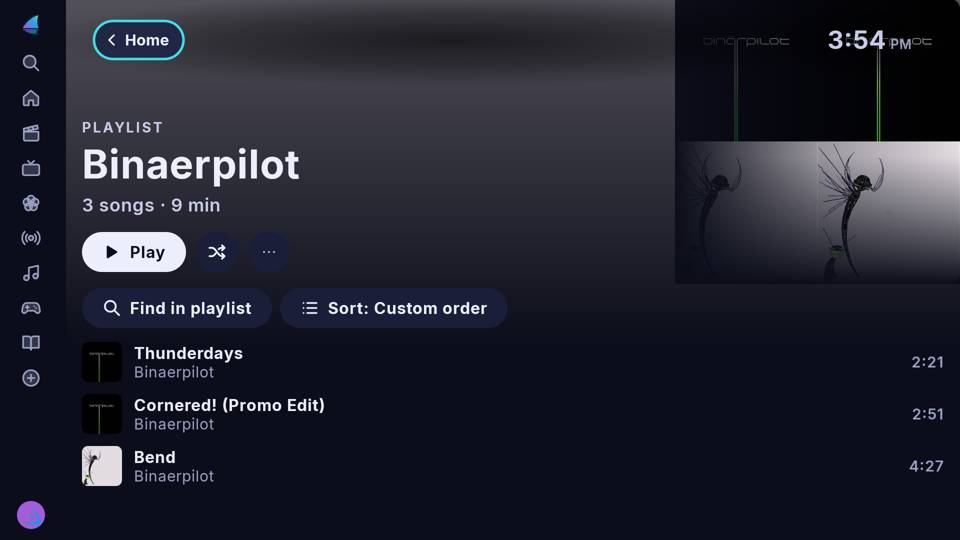 Home
binærpilot
3:54 PM
PLAYLIST
Binaerpilot
3 songs · 9 min
Play
Find in playlist
Sort: Custom order
Thunderdays
Binaerpilot
2:21
Cornered! (Promo Edit)
Binaerpilot
2:51
Bend
Binaerpilot
4:27